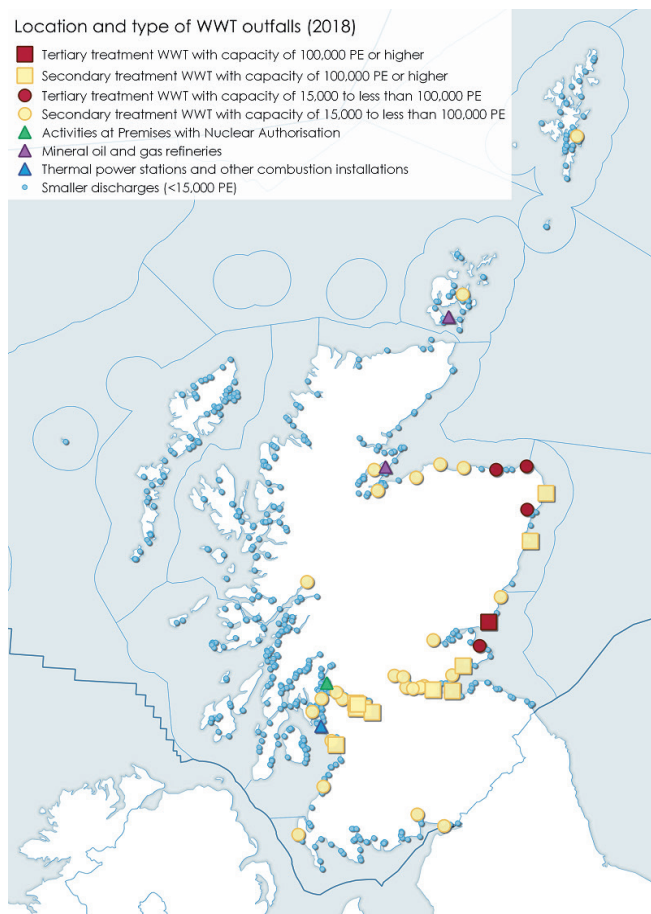 Location and type of WWT outfalls (2018)
Tertiary treatment WWT with capacity of 100,000 PE or higher
Secondary treatment WWT with capacity of 100,000 PE or higher
Tertiary treatment WWT with capacity of 15,000 to less than 100,000 PE
Secondary treatment WWT with capacity of 15,000 to less than 100,000 PE
Activities at Premises with Nuclear Authorisation
Mineral oil and gas refineries
Thermal power stations and other combustion installations
Smaller discharges (<15,000 PE)